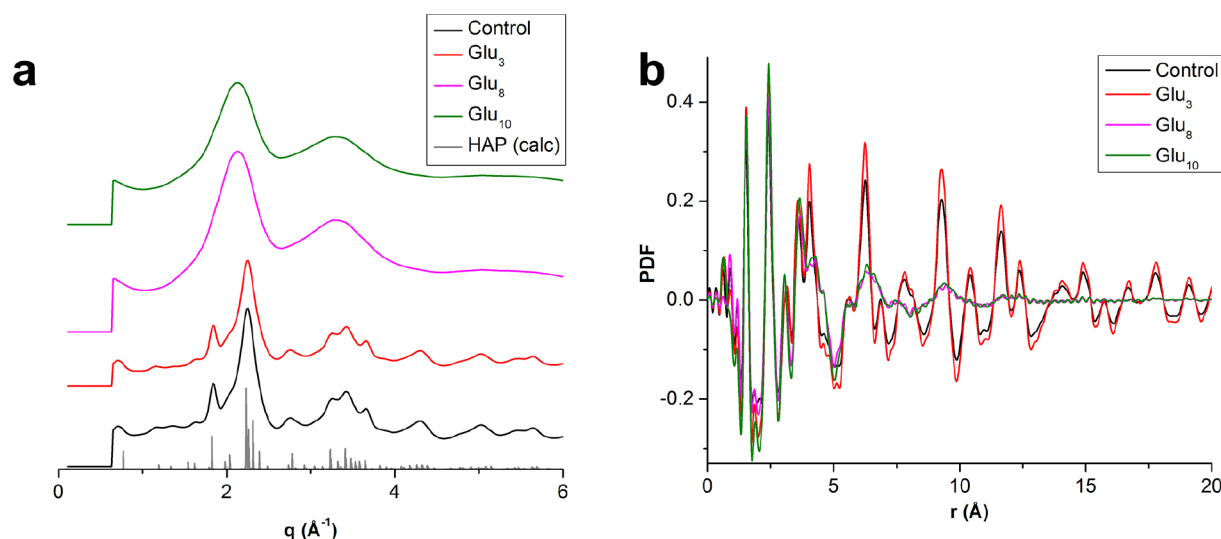 a
Control
Glu₃
Glu₈
Glu₁₀
HAP (calc)
0
2
4
6
q (Å⁻¹)
b
Control
Glu₃
Glu₈
Glu₁₀
PDF
0.4
0.2
0.0
-0.2
0
5
10
15
20
r (Å)